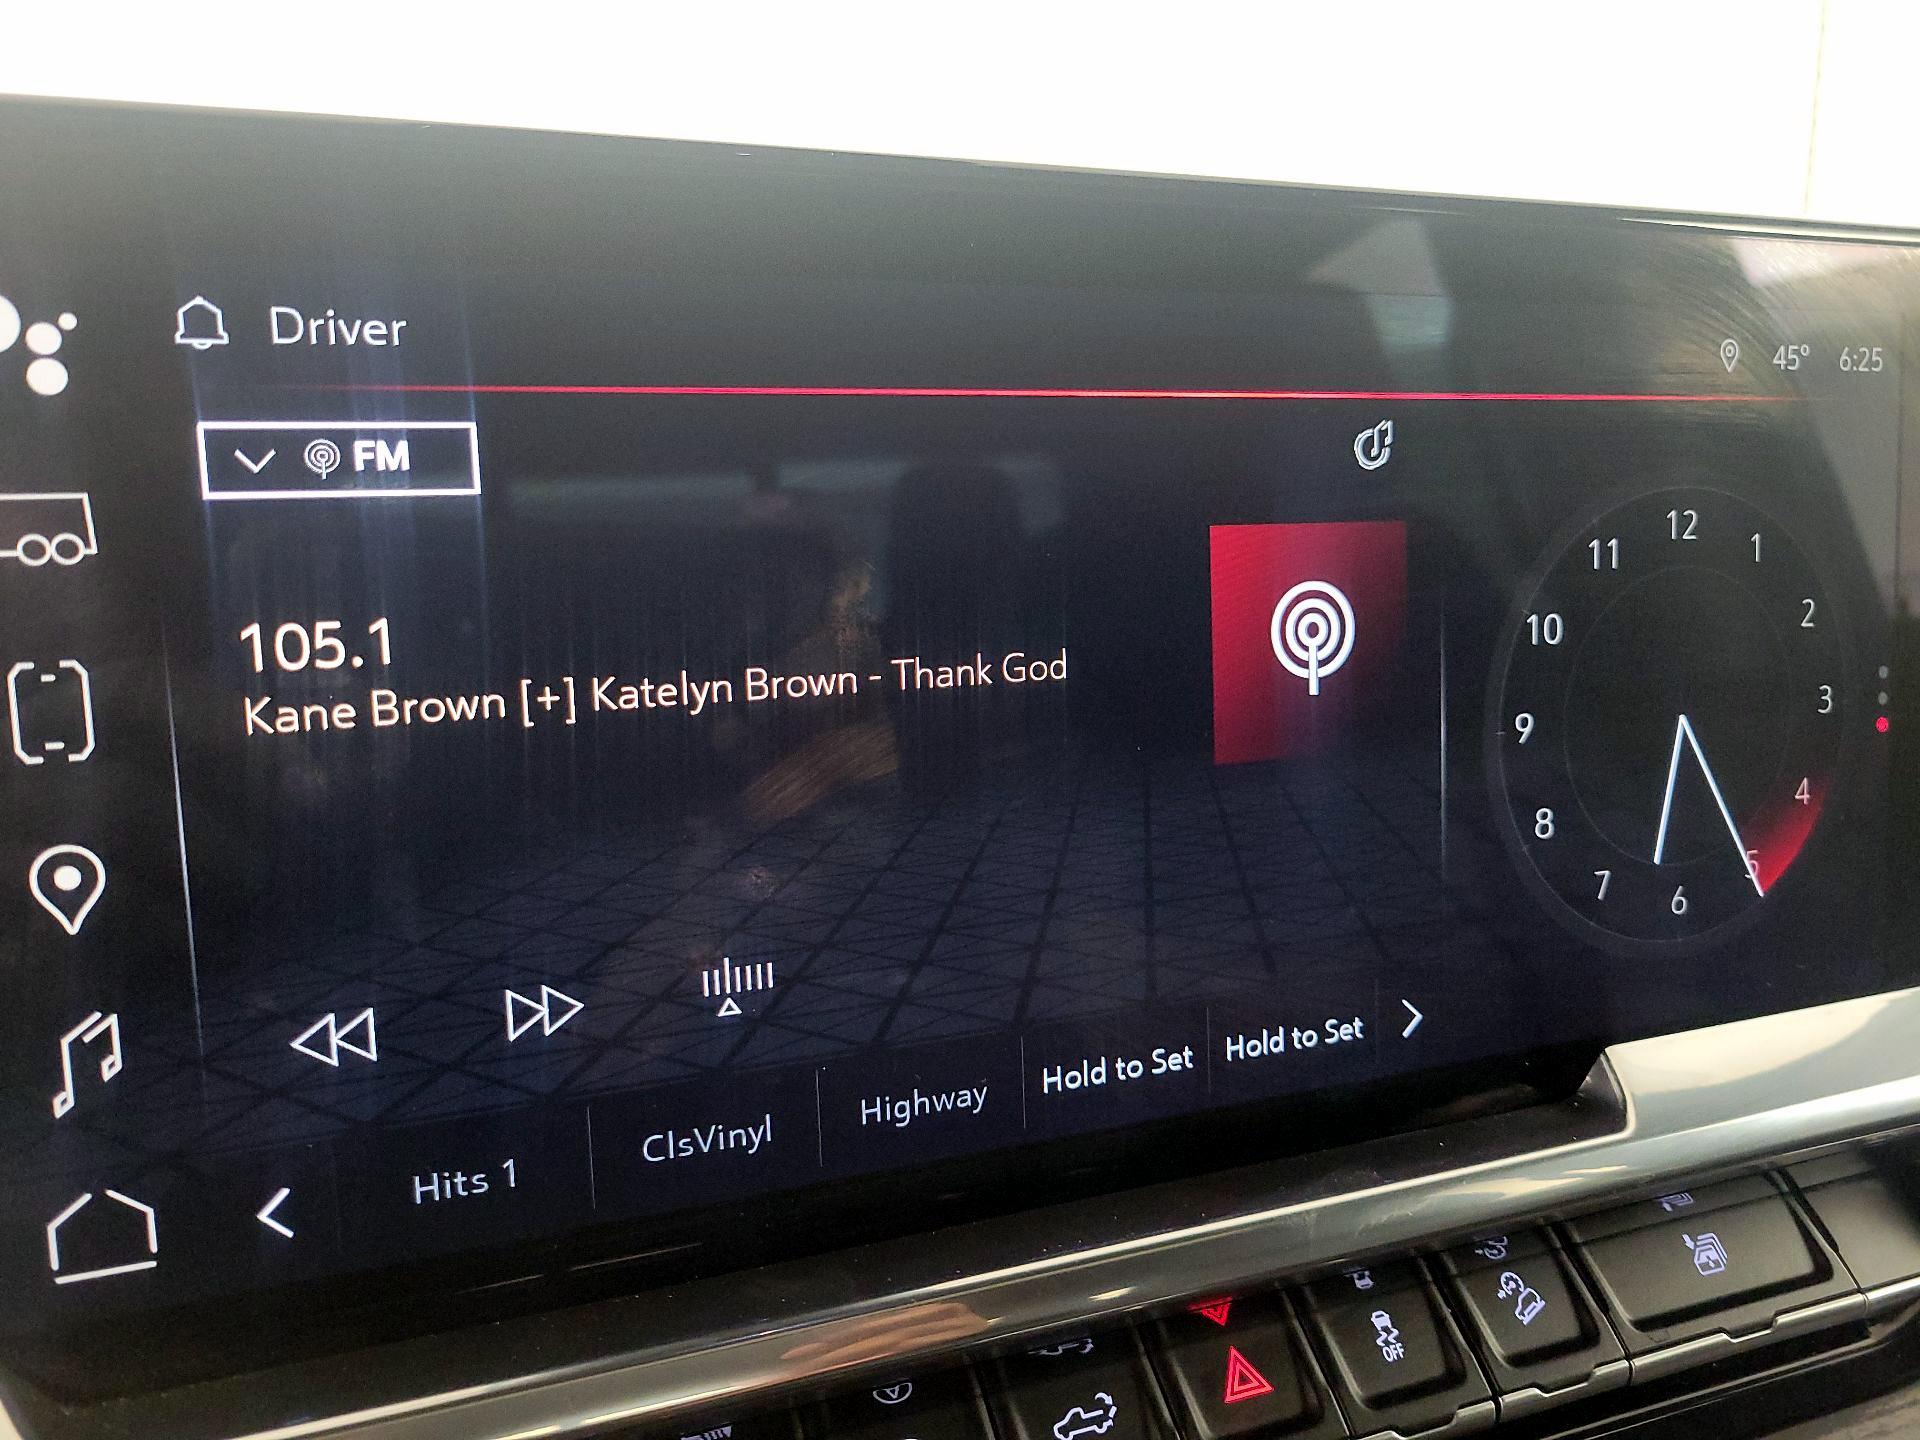 Driver
45° 6:25
FM
105.1
Kane Brown [+] Katelyn Brown - Thank God
12
1
2
3
4
5
6
7
8
9
10
11
Hits 1
ClsVinyl
Highway
Hold to Set
Hold to Set
OFF